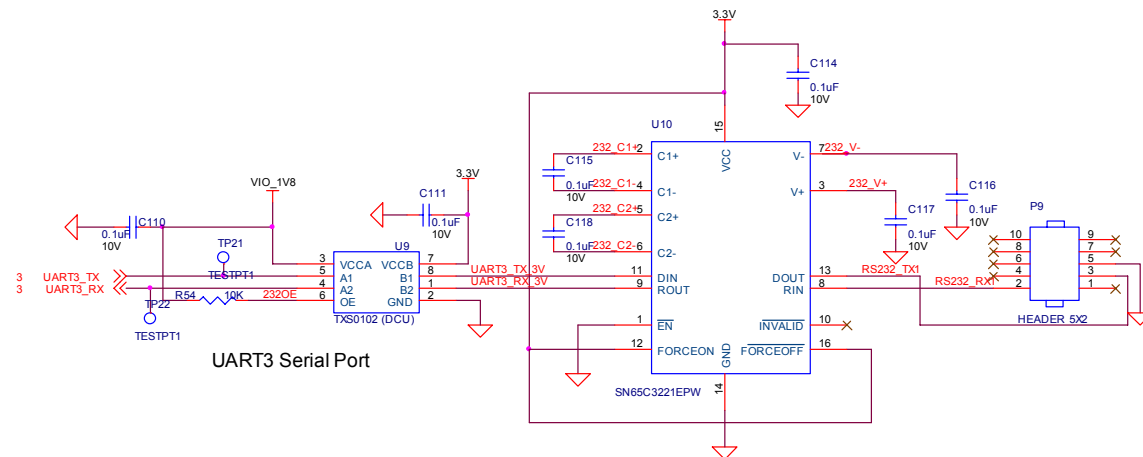 3.3V
C114
0.1uF
10V
U10
15
VCC
232_C1+ 2 C1+
C115
0.1uF
10V
232_C1- 4 C1-
232_C2+ 5 C2+
C118
0.1uF
10V
232_C2- 6 C2-
V- 7 232_V-
V+ 3 232_V+
C116
0.1uF
10V
C117
0.1uF
10V
P9
10 9
8 7
6 5
4 3
2 1
HEADER 5X2
VIO_1V8
C110
0.1uF
10V
C111
0.1uF
10V
3.3V
TP21
TESTPT1
U9
3 VCCA VCCB 7
3 UART3_TX 5 A1 B1 8 UART3_TX_3V 11 DIN DOUT 13 RS232_TX1
3 UART3_RX 4 A2 B2 1 UART3_RX_3V 9 ROUT RIN 8 RS232_RX1
R54 10K 232OE 6 OE GND 2
TP22
TESTPT1
TXS0102 (DCU)
1 EN INVALID 10
12 FORCEON FORCEOFF 16
GND
14
SN65C3221EPW
UART3 Serial Port